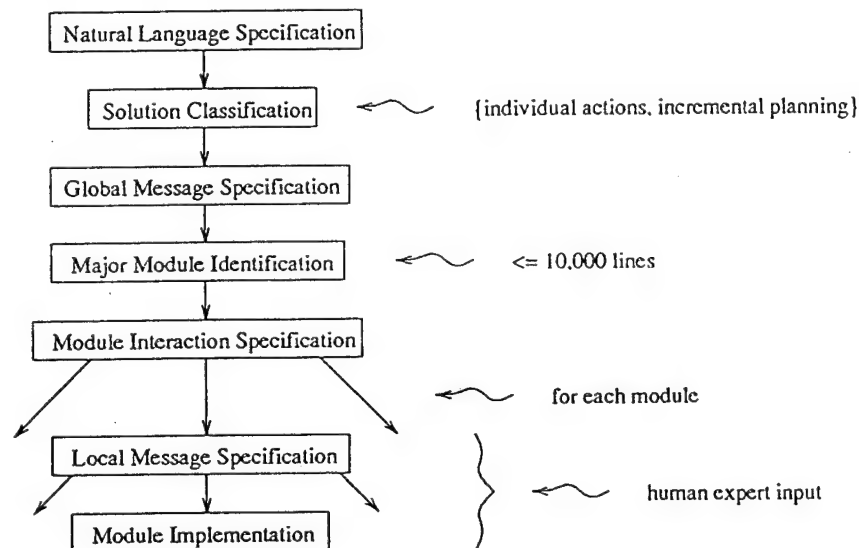 Natural Language Specification
Solution Classification
{individual actions, incremental planning}
Global Message Specification
Major Module Identification
<= 10,000 lines
Module Interaction Specification
for each module
Local Message Specification
human expert input
Module Implementation